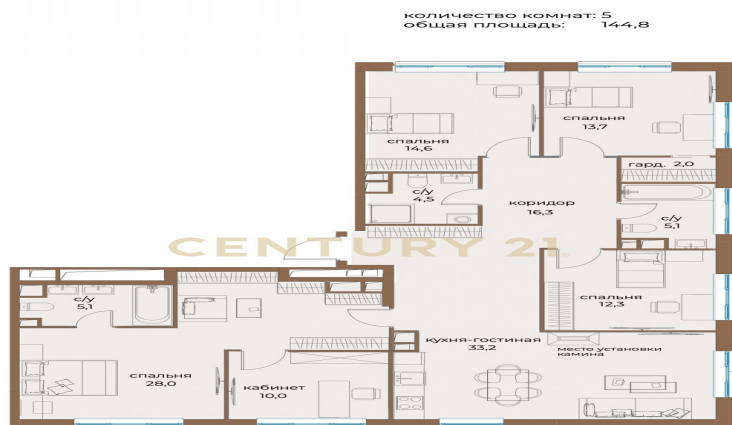 количество комнат: 5
общая площадь: 144,8
спальня
14,6
спальня
13,7
гард. 2,0
с/у
4,5
коридор
16,3
с/у
5,1
CENTURY 21
с/у
5,1
спальня
12,3
кухня-гостиная
33,2
место установки
камина
спальня
28,0
кабинет
10,0